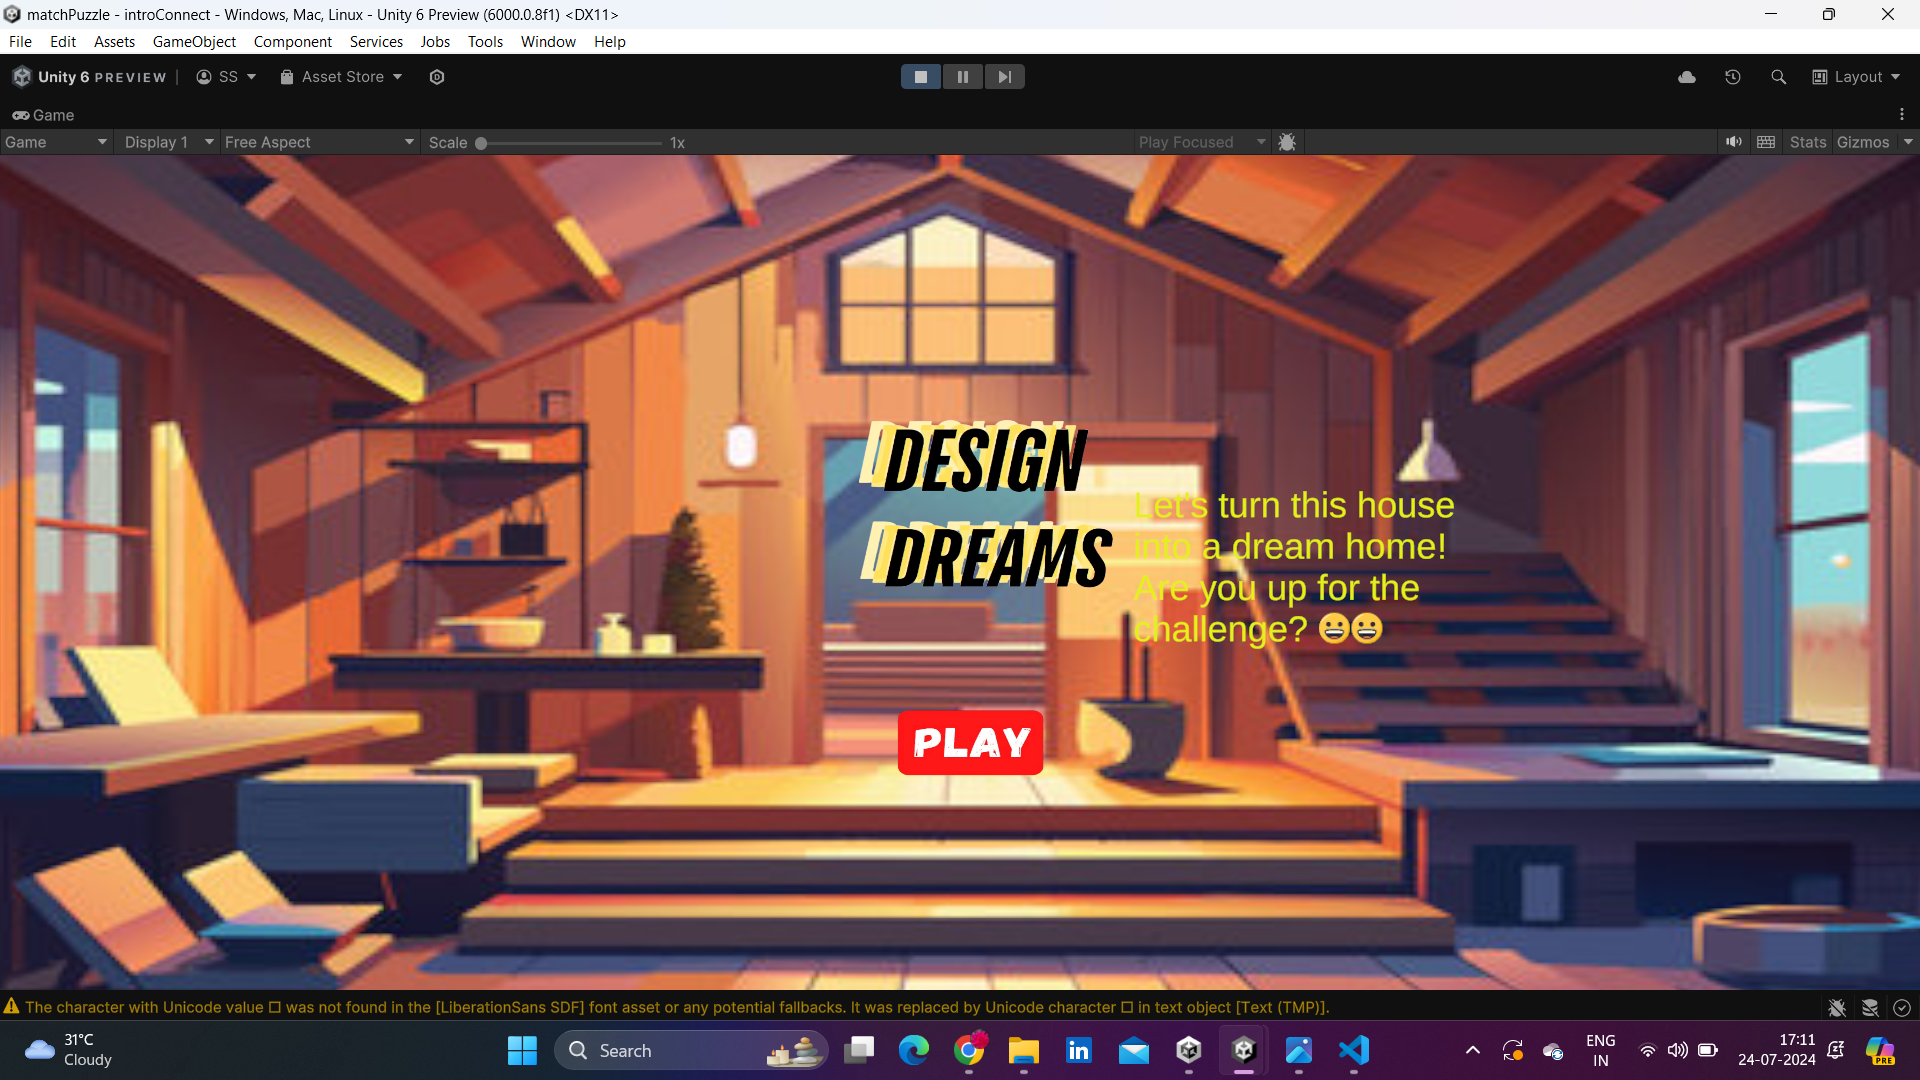 matchPuzzle - introConnect - Windows, Mac, Linux - Unity 6 Preview (6000.0.8f1) <DX11>
File Edit Assets GameObject Component Services Jobs Tools Window Help
Unity 6 PREVIEW SS Asset Store Layout
Game
Game Display 1 Free Aspect Scale 1x Play Focused Stats Gizmos
DESIGN
DREAMS
Let's turn this house
into a dream home!
Are you up for the
challenge? 😀😀
PLAY
The character with Unicode value □ was not found in the [LiberationSans SDF] font asset or any potential fallbacks. It was replaced by Unicode character □ in text object [Text (TMP)].
31°C
Cloudy
Search
ENG
IN
17:11
24-07-2024
PRE